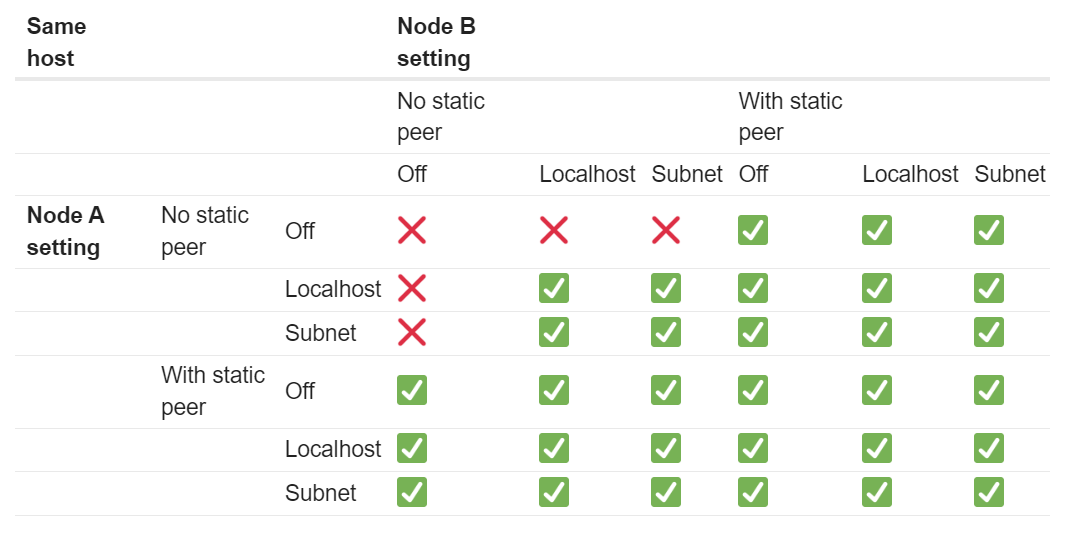 Same Node B
host setting
No static With static
peer peer
Off Localhost Subnet Off Localhost Subnet
Node A No static Off ❌ ❌ ❌ ✅ ✅ ✅
setting peer
Localhost ❌ ✅ ✅ ✅ ✅ ✅
Subnet ❌ ✅ ✅ ✅ ✅ ✅
With static Off ✅ ✅ ✅ ✅ ✅ ✅
peer
Localhost ✅ ✅ ✅ ✅ ✅ ✅
Subnet ✅ ✅ ✅ ✅ ✅ ✅